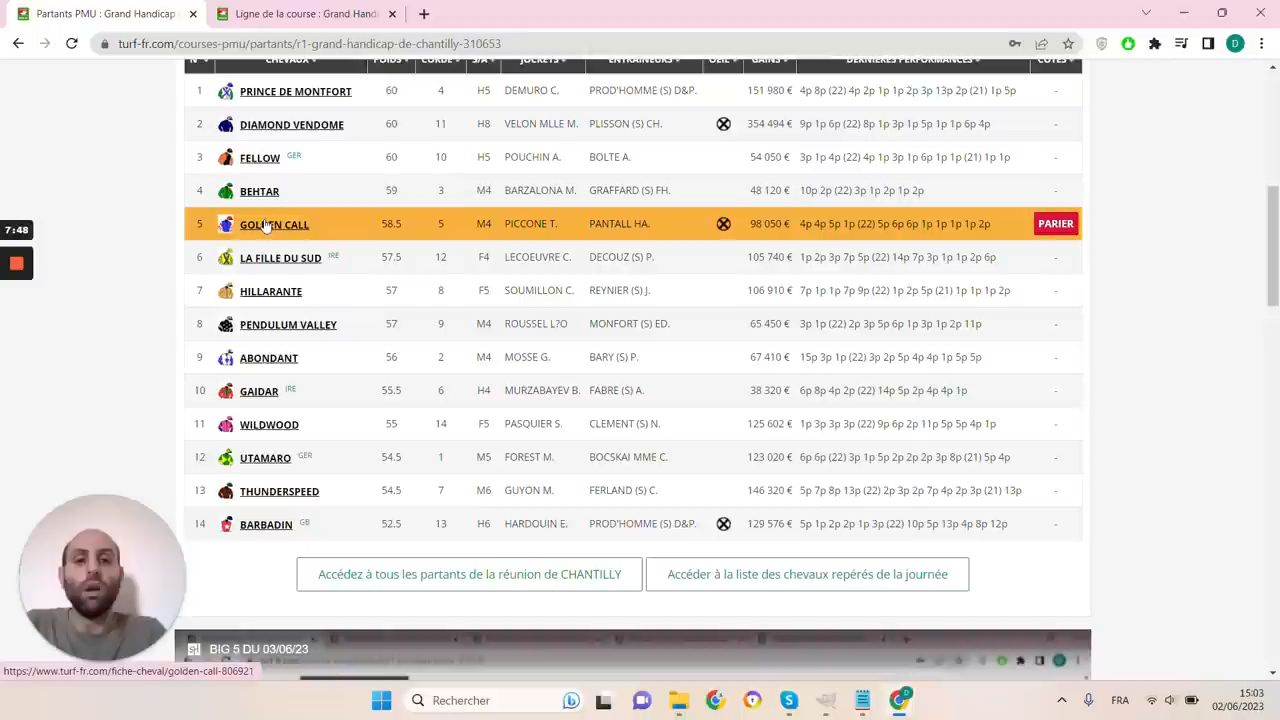 Partants PMU : Grand Handicap
Ligne de la course : Grand Handi
turf-fr.com/courses-pmu/partants/r1-grand-handicap-de-chantilly-316553
N° CHEVAUX POIDS CORDE S/A JOCKEYS ENTRAINEURS OEIL GAINS DERNIÈRES PERFORMANCES COTES
1 PRINCE DE MONTFORT 60 4 H5 DEMURO C. PROD'HOMME (S) D&P. 151 980 € 4p 8p (22) 4p 2p 1p 1p 2p 3p 13p 2p (21) 1p 5p -
2 DIAMOND VENDOME 60 11 H8 VELON MLLE M. PLISSON (S) CH. 354 494 € 9p 1p 6p (22) 8p 1p 3p 1p 5p 1p 1p 6p 4p -
3 FELLOW GER 60 10 H5 POUCHIN A. BOLTE A. 54 050 € 3p 1p 4p (22) 4p 1p 3p 1p 6p 1p 1p (21) 1p 1p -
4 BEHTAR 59 3 M4 BARZALONA M. GRAFFARD (S) FH. 48 120 € 10p 2p (22) 3p 1p 2p 1p 2p -
5 GOLDEN CALL 58.5 5 M4 PICCONE T. PANTALL HA. 98 050 € 4p 4p 5p 1p (22) 5p 6p 6p 1p 1p 1p 1p 2p PARIER
6 LA FILLE DU SUD IRE 57.5 12 F4 LECOEUVRE C. DECOUZ (S) P. 105 740 € 1p 2p 3p 7p 5p (22) 14p 7p 3p 1p 1p 2p 6p -
7 HILLARANTE 57 8 F5 SOUMILLON C. REYNIER (S) J. 106 910 € 7p 1p 1p 7p 9p (22) 1p 2p 5p (21) 1p 1p 1p 2p -
8 PENDULUM VALLEY 57 9 M4 ROUSSEL L?O MONFORT (S) ED. 65 450 € 3p 1p (22) 2p 3p 5p 6p 1p 3p 1p 2p 11p -
9 ABONDANT 56 2 M4 MOSSE G. BARY (S) P. 67 410 € 15p 3p 1p (22) 3p 2p 5p 4p 4p 1p 5p 5p -
10 GAIDAR IRE 55.5 6 H4 MURZABAYEV B. FABRE (S) A. 38 320 € 6p 8p 4p 2p (22) 14p 5p 2p 4p 4p 1p -
11 WILDWOOD 55 14 F5 PASQUIER S. CLEMENT (S) N. 125 602 € 1p 3p 3p 3p (22) 9p 6p 2p 11p 5p 5p 4p 1p -
12 UTAMARO GER 54.5 1 M5 FOREST M. BOCSKAI MME C. 123 020 € 6p 6p (22) 3p 1p 5p 2p 2p 2p 3p 8p (21) 5p 4p -
13 THUNDERSPEED 54.5 7 M6 GUYON M. FERLAND (S) C. 146 320 € 5p 7p 8p 13p (22) 2p 3p 2p 7p 4p 2p 3p (21) 13p -
14 BARBADIN GB 52.5 13 H6 HARDOUIN E. PROD'HOMME (S) D&P. 129 576 € 5p 1p 2p 2p 1p 3p (22) 10p 5p 13p 4p 8p 12p -
7:48
Accédez à tous les partants de la réunion de CHANTILLY
Accéder à la liste des chevaux repérés de la journée
BIG 5 DU 03/06/23
https://www.turf-fr.com/fiche-cheval/golden-call-806921
Rechercher
FRA
15:03
02/06/2023